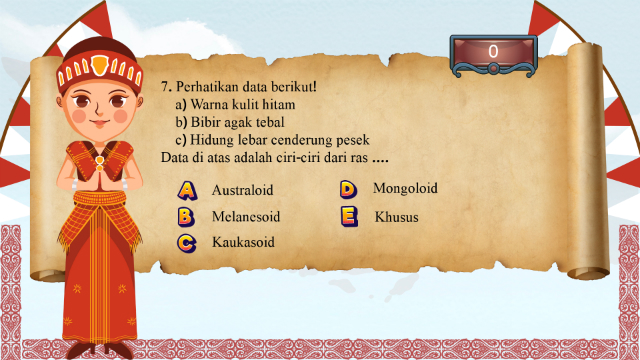 0
7. Perhatikan data berikut!
a) Warna kulit hitam
b) Bibir agak tebal
c) Hidung lebar cenderung pesek
Data di atas adalah ciri-ciri dari ras ....
A Australoid
B Melanesoid
C Kaukasoid
D Mongoloid
E Khusus